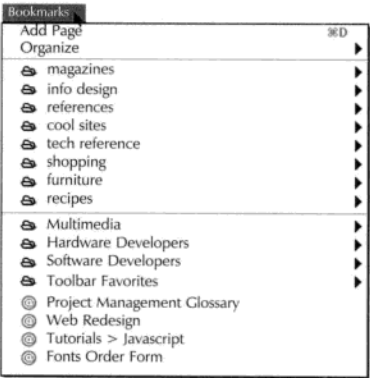 Bookmarks
Add Page ⌘D
Organize
magazines
info design
references
cool sites
tech reference
shopping
furniture
recipes
Multimedia
Hardware Developers
Software Developers
Toolbar Favorites
@ Project Management Glossary
@ Web Redesign
@ Tutorials > Javascript
@ Fonts Order Form